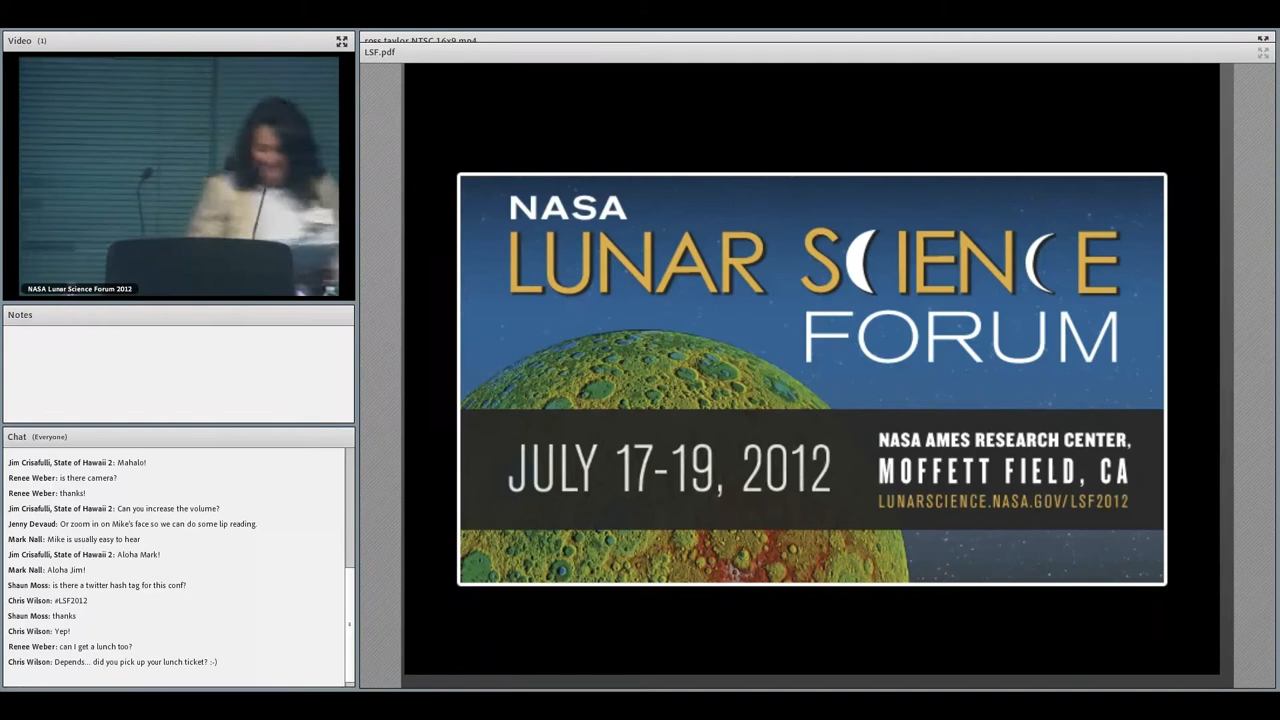 Video (1)
NASA Lunar Science Forum 2012
Notes
Chat (Everyone)
Jim Crisafulli, State of Hawaii 2: Mahalo!
Renee Weber: is there camera?
Renee Weber: thanks!
Jim Crisafulli, State of Hawaii 2: Can you increase the volume?
Jenny Devaud: Or zoom in on Mike's face so we can do some lip reading.
Mark Nall: Mike is usually easy to hear
Jim Crisafulli, State of Hawaii 2: Aloha Mark!
Mark Nall: Aloha Jim!
Shaun Moss: is there a twitter hash tag for this conf?
Chris Wilson: #LSF2012
Shaun Moss: thanks
Chris Wilson: Yep!
Renee Weber: can I get a lunch too?
Chris Wilson: Depends... did you pick up your lunch ticket? :-)
ross taylor NTSC 16x9.mp4
LSF.pdf
NASA
LUNAR SCIENCE
FORUM
JULY 17-19, 2012
NASA AMES RESEARCH CENTER,
MOFFETT FIELD, CA
LUNARSCIENCE.NASA.GOV/LSF2012